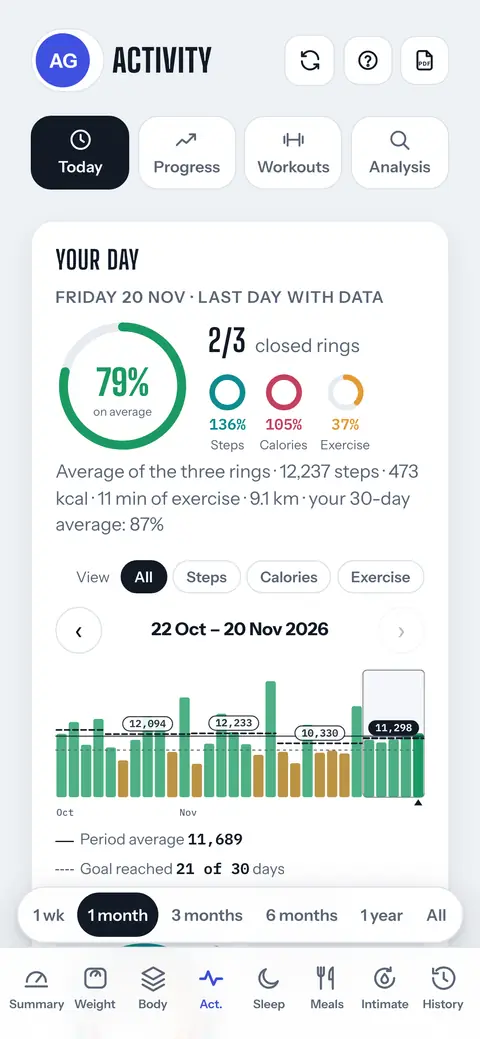 AG
ACTIVITY
PDF
Today
Progress
Workouts
Analysis
YOUR DAY
FRIDAY 20 NOV · LAST DAY WITH DATA
79%
on average
2/3 closed rings
136%
Steps
105%
Calories
37%
Exercise
Average of the three rings · 12,237 steps · 473
kcal · 11 min of exercise · 9.1 km · your 30-day
average: 87%
View All Steps Calories Exercise
‹ 22 Oct – 20 Nov 2026 ›
12,094
12,233
10,330
11,298
Oct
Nov
Period average 11,689
Goal reached 21 of 30 days
1 wk 1 month 3 months 6 months 1 year All
Summary Weight Body Act. Sleep Meals Intimate History